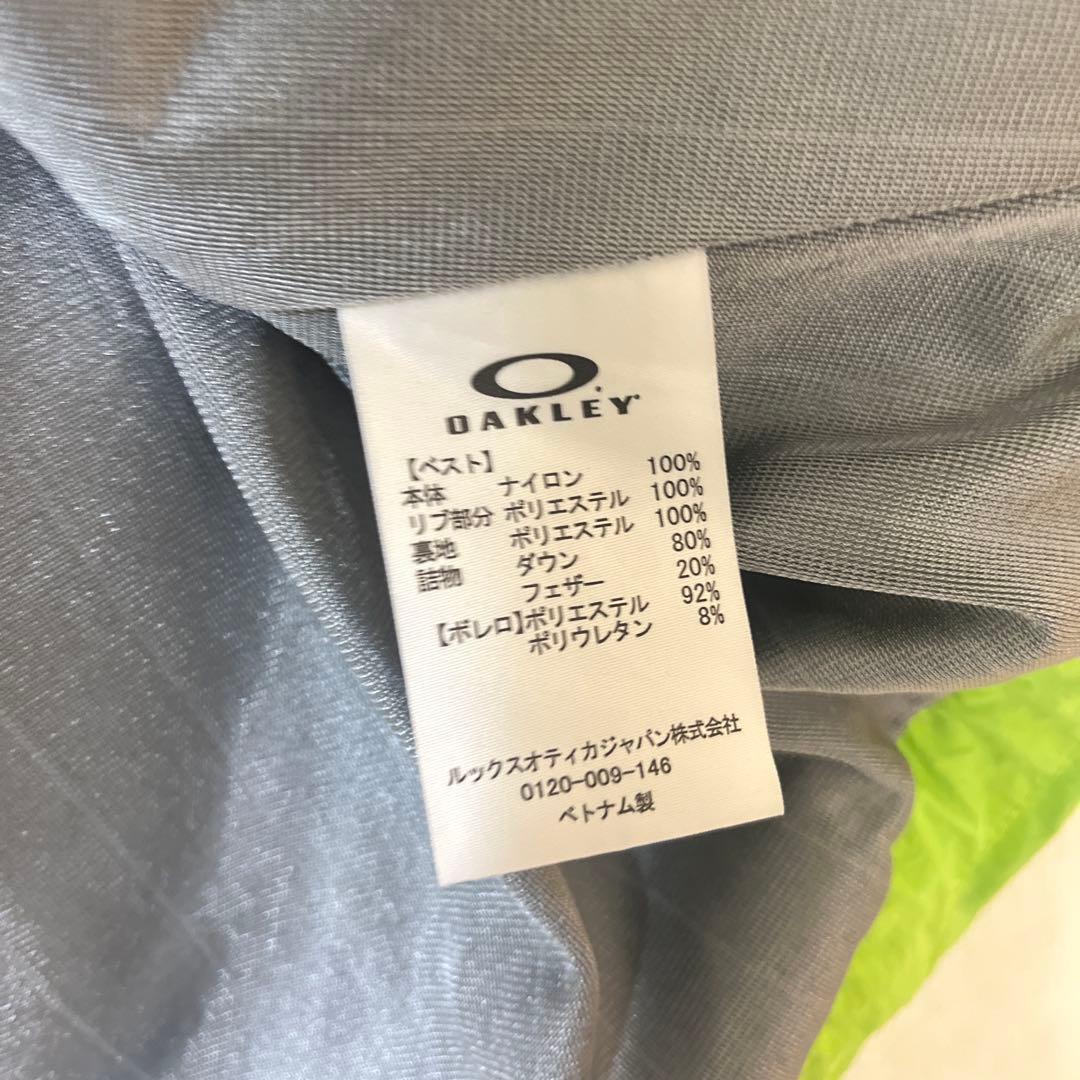 OAKLEY
【ベスト】
本体 ナイロン 100%
リブ部分 ポリエステル 100%
裏地 ポリエステル 100%
詰物 ダウン 80%
フェザー 20%
【ボレロ】ポリエステル 92%
ポリウレタン 8%
ルックスオティカジャパン株式会社
0120-009-146
ベトナム製